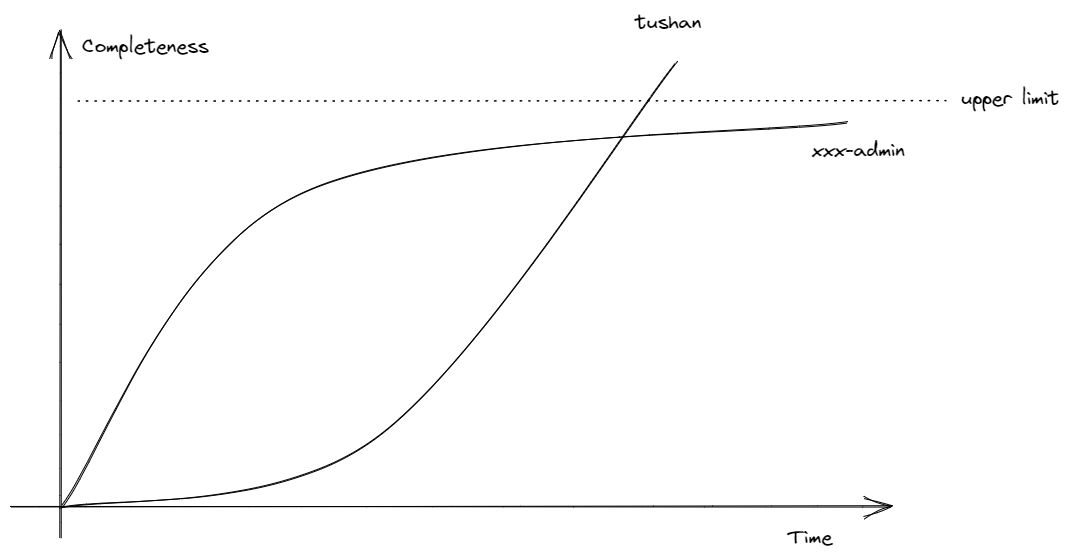 tushan
Completeness
upper limit
xxx-admin
Time